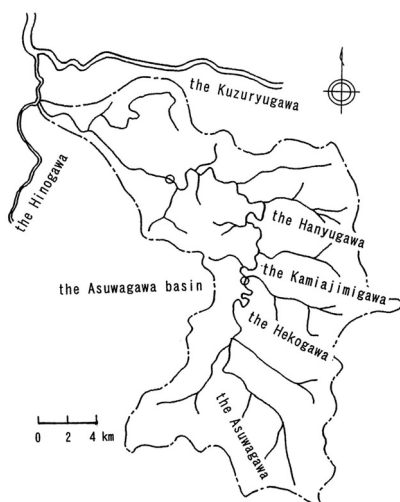 the Kuzuryugawa
the Hinogawa
the Hanyugawa
the Kamiajimigawa
the Asuwagawa basin
the Hekogawa
the Asuwagawa
0 2 4 km